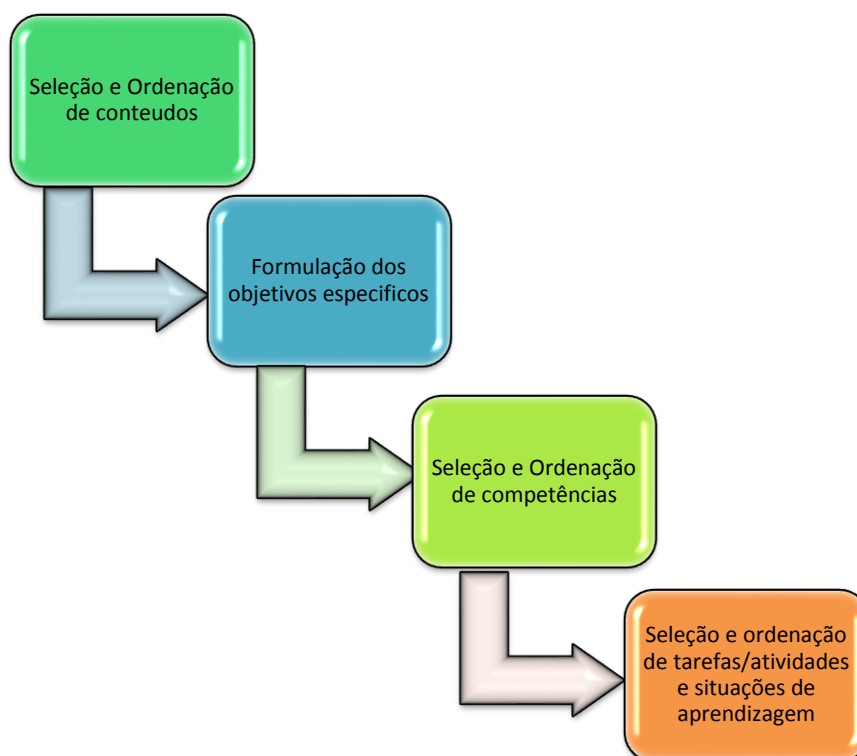 Seleção e Ordenação
de conteudos
Formulação dos
objetivos especificos
Seleção e Ordenação
de competências
Seleção e ordenação
de tarefas/atividades
e situações de
aprendizagem